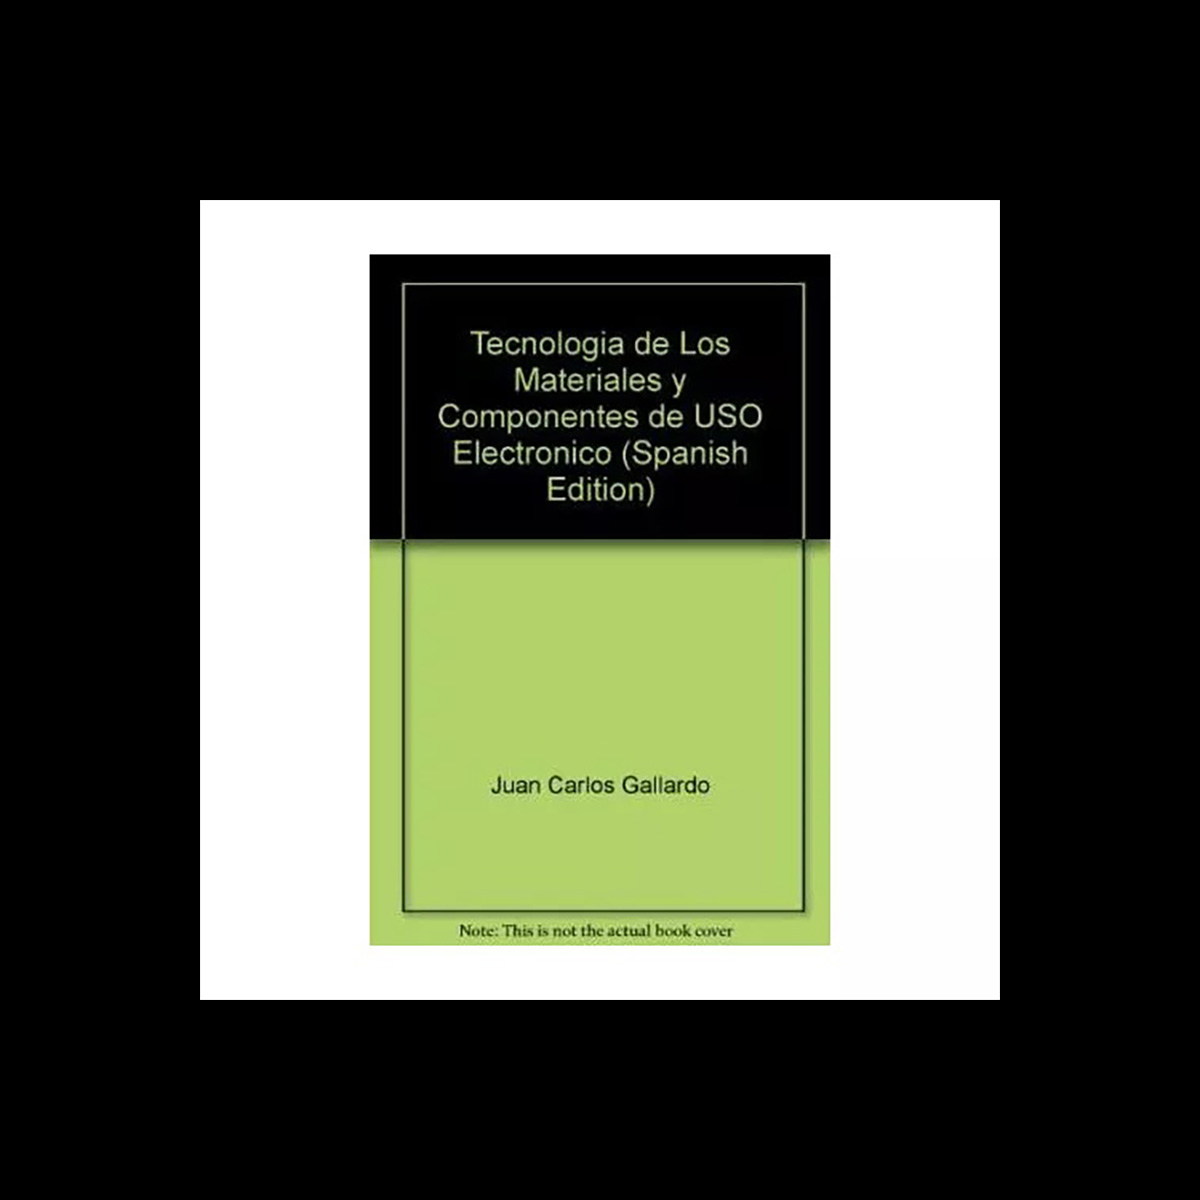 Tecnologia de Los
Materiales y
Componentes de USO
Electronico (Spanish
Edition)
Juan Carlos Gallardo
Note: This is not the actual book cover